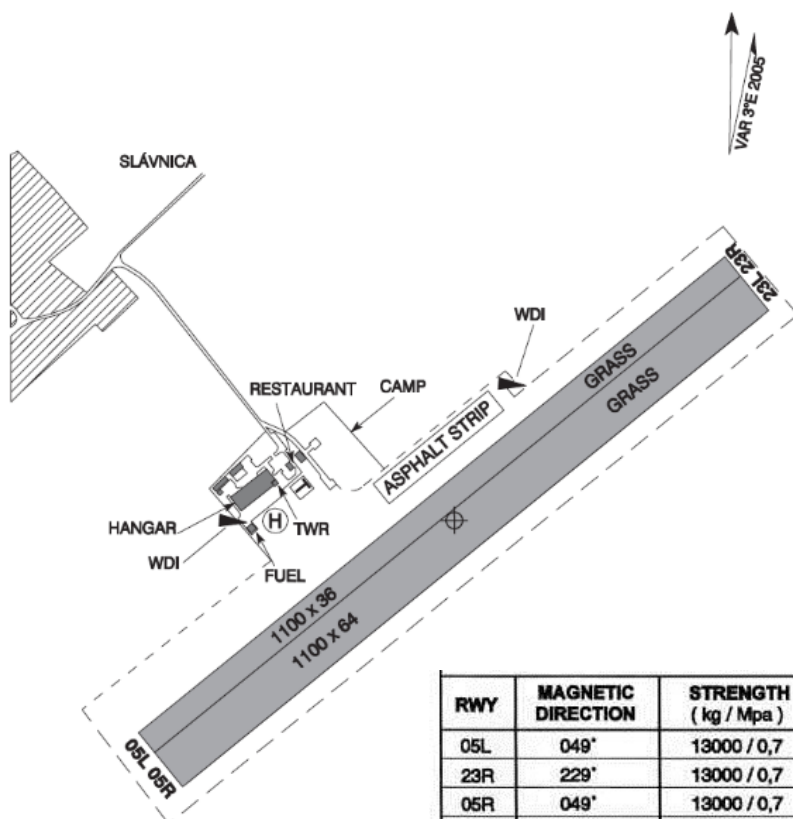 VAR 3°E 2005
SLÁVNICA
23L 23R
WDI
GRASS
GRASS
RESTAURANT
CAMP
ASPHALT STRIP
T
HANGAR
H
TWR
WDI
FUEL
1100 x 36
1100 x 64
05L 05R
RWY MAGNETIC DIRECTION STRENGTH ( kg / Mpa )
05L 049° 13000 / 0,7
23R 229° 13000 / 0,7
05R 049° 13000 / 0,7